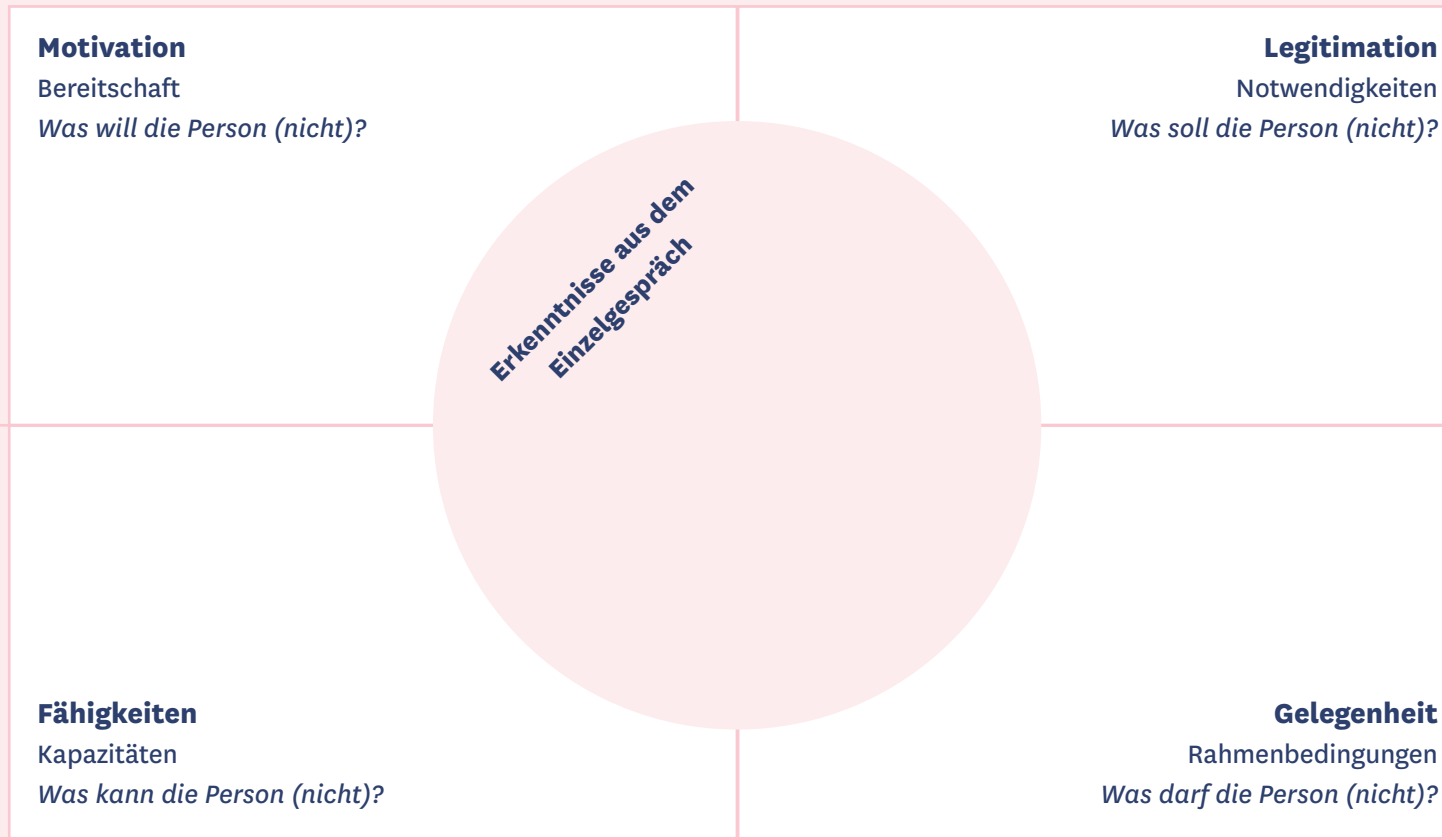 Motivation
Bereitschaft
Was will die Person (nicht)?
Legitimation
Notwendigkeiten
Was soll die Person (nicht)?
Erkenntnisse aus dem
Einzelgespräch
Fähigkeiten
Kapazitäten
Was kann die Person (nicht)?
Gelegenheit
Rahmenbedingungen
Was darf die Person (nicht)?